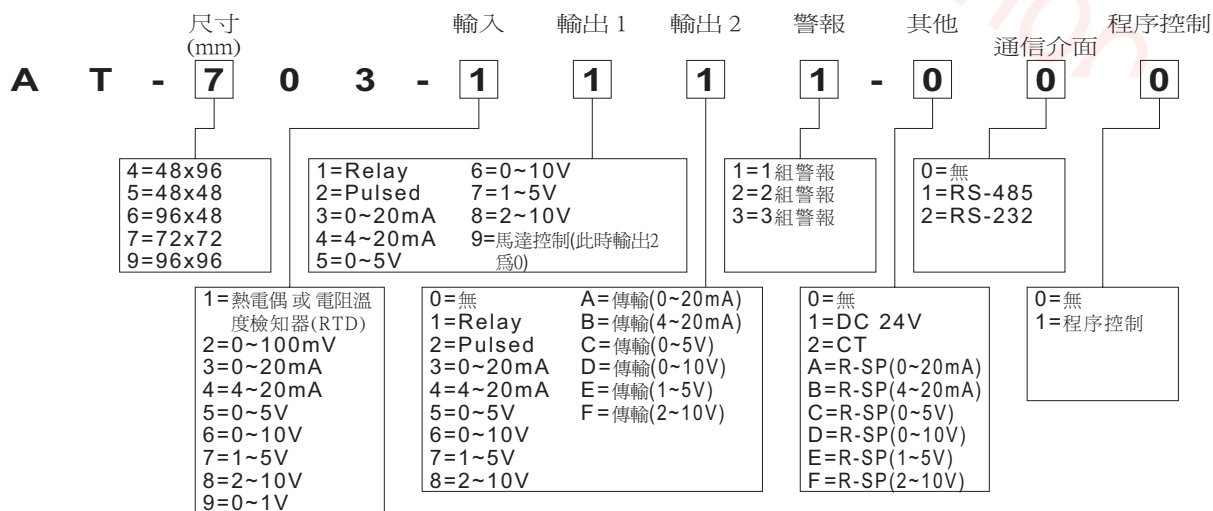 尺寸 輸入 輸出 1 輸出 2 警報 其他 程序控制
(mm) 通信介面
A T - 7 0 3 - 1 1 1 1 - 0 0 0
4=48x96
5=48x48
6=96x48
7=72x72
9=96x96
1=Relay 6=0~10V
2=Pulsed 7=1~5V
3=0~20mA 8=2~10V
4=4~20mA 9=馬達控制(此時輸出2
5=0~5V 爲0)
1=1組警報
2=2組警報
3=3組警報
0=無
1=RS-485
2=RS-232
1=熱電偶 或 電阻溫
度檢知器(RTD)
2=0~100mV
3=0~20mA
4=4~20mA
5=0~5V
6=0~10V
7=1~5V
8=2~10V
9=0~1V
0=無 A=傳輸(0~20mA)
1=Relay B=傳輸(4~20mA)
2=Pulsed C=傳輸(0~5V)
3=0~20mA D=傳輸(0~10V)
4=4~20mA E=傳輸(1~5V)
5=0~5V F=傳輸(2~10V)
6=0~10V
7=1~5V
8=2~10V
0=無
1=DC 24V
2=CT
A=R-SP(0~20mA)
B=R-SP(4~20mA)
C=R-SP(0~5V)
D=R-SP(0~10V)
E=R-SP(1~5V)
F=R-SP(2~10V)
0=無
1=程序控制